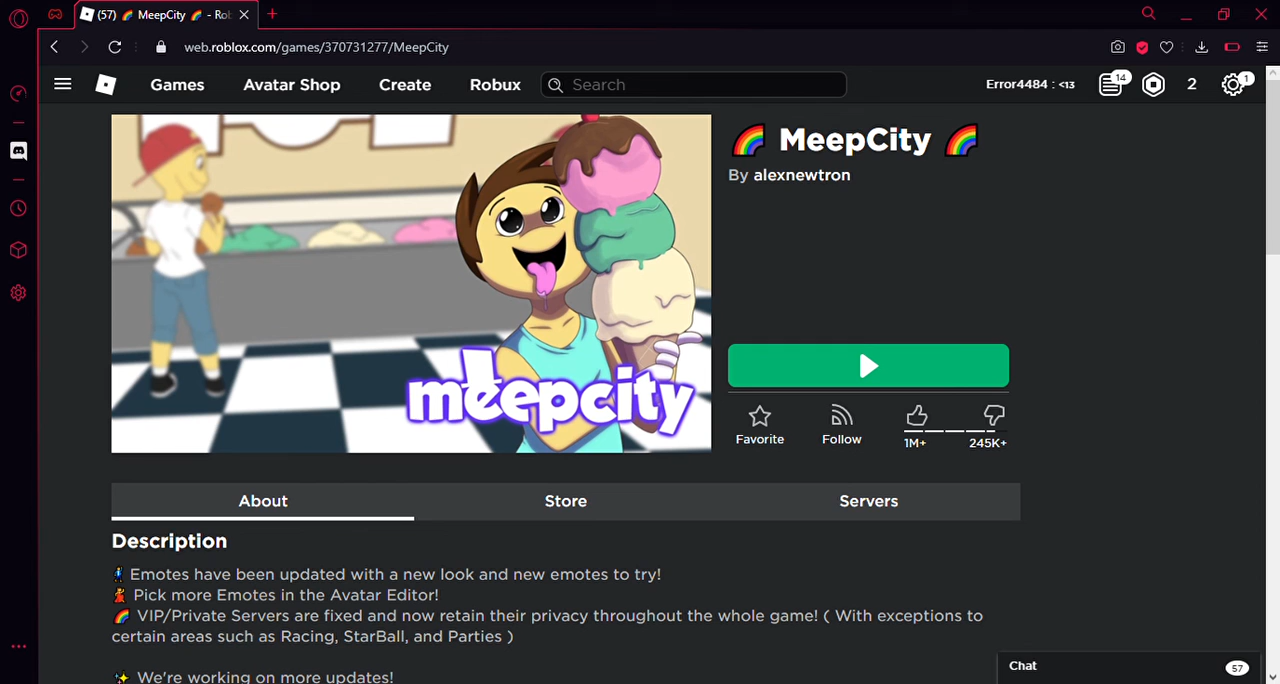 (57) 🌈 MeepCity 🌈 - Rob
web.roblox.com/games/370731277/MeepCity
Games Avatar Shop Create Robux Search Error4484 : <13 14 2 1
🌈 MeepCity 🌈
By alexnewtron
meepcity
Favorite Follow 1M+ 245K+
About Store Servers
Description
Emotes have been updated with a new look and new emotes to try!
💃 Pick more Emotes in the Avatar Editor!
🌈 VIP/Private Servers are fixed and now retain their privacy throughout the whole game! ( With exceptions to
certain areas such as Racing, StarBall, and Parties )
✨ We're working on more updates!
Chat 57